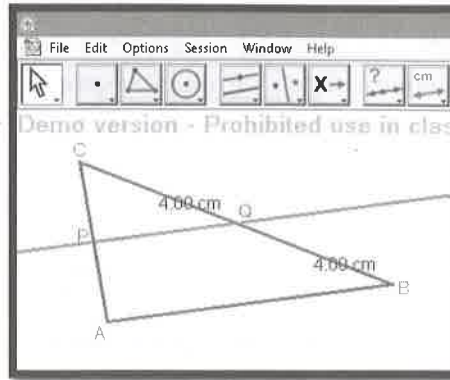 File Edit Options Session Window Help
? cm
X
Demo version - Prohibited use in clas
C
4.00 cm
Q
P
4.00 cm
B
A